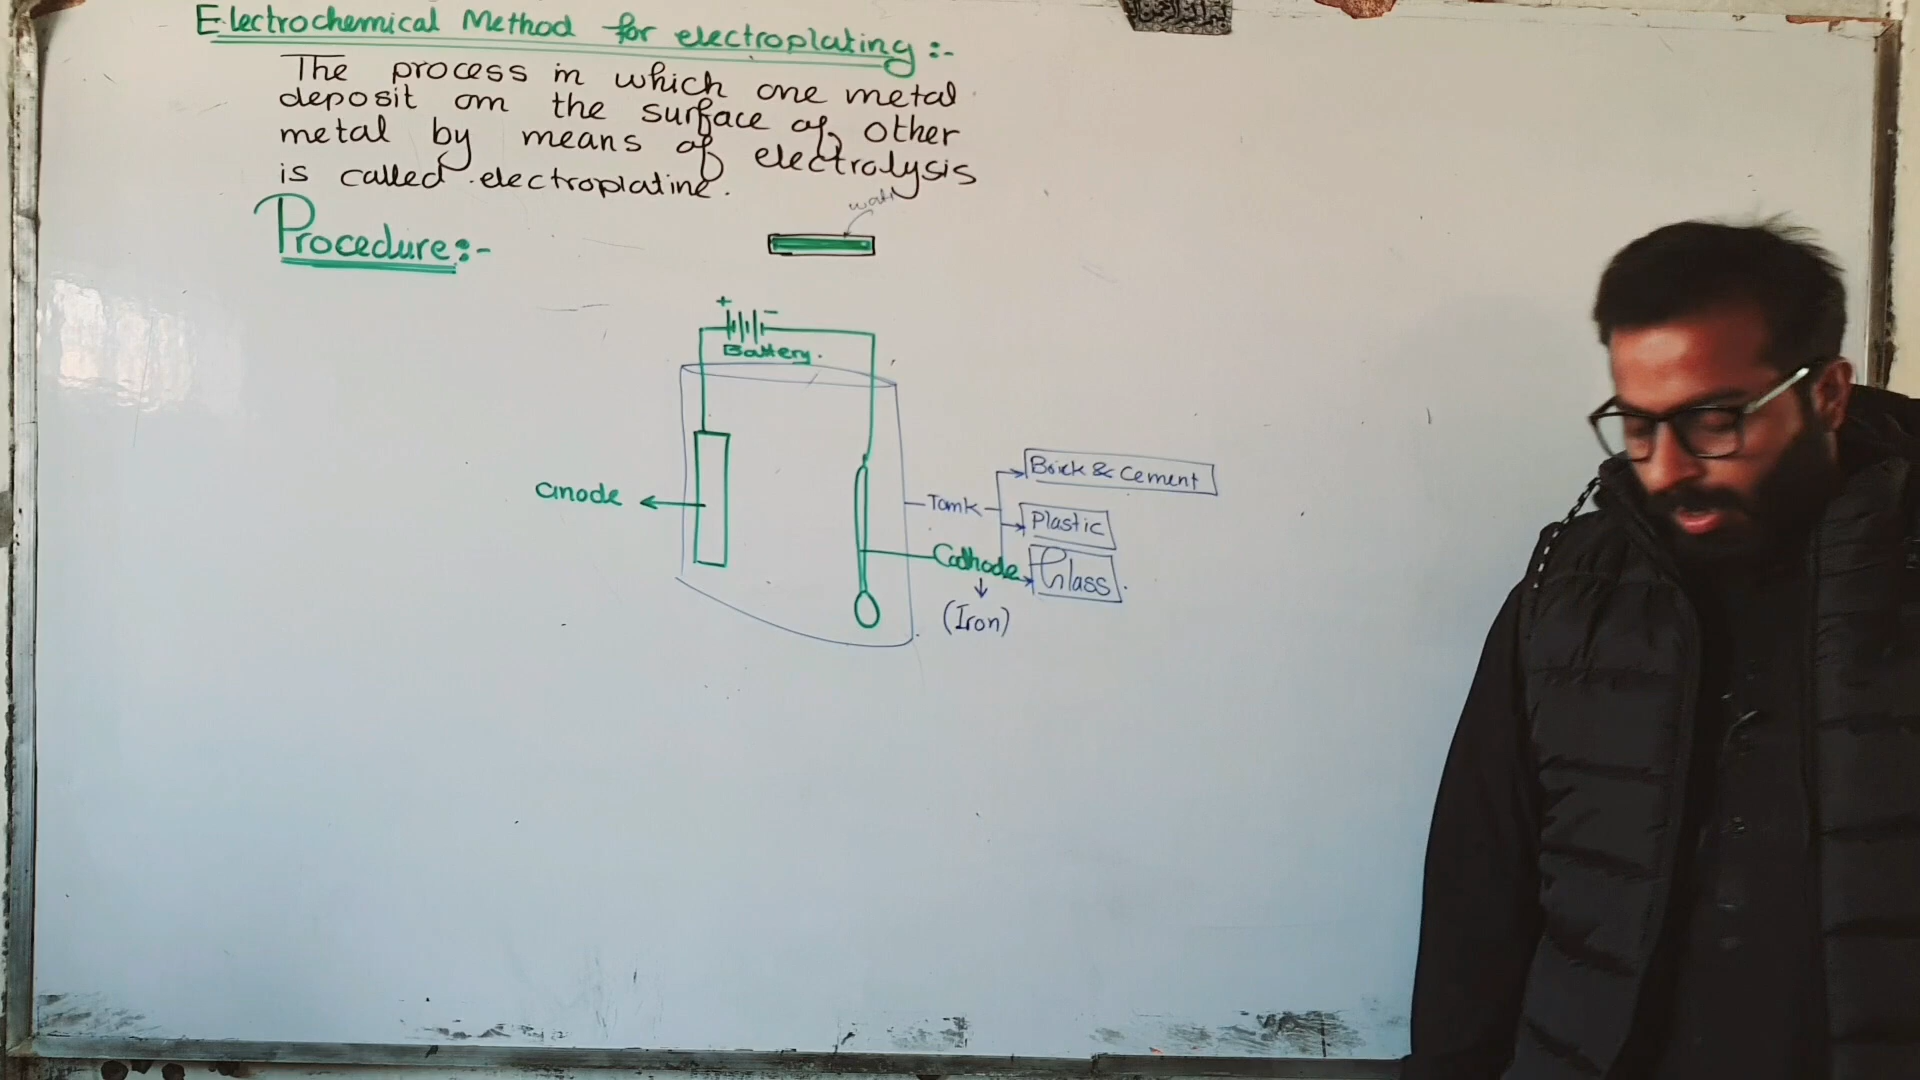 Electrochemical Method for electroplating :-
The process in which one metal
deposit on the surface of other
metal by means of electrolysis
is called electroplatine.
Procedure:-
+ -
Battery.
anode
Tank
Brick & Cement
Plastic
Cathode
Glass.
(Iron)